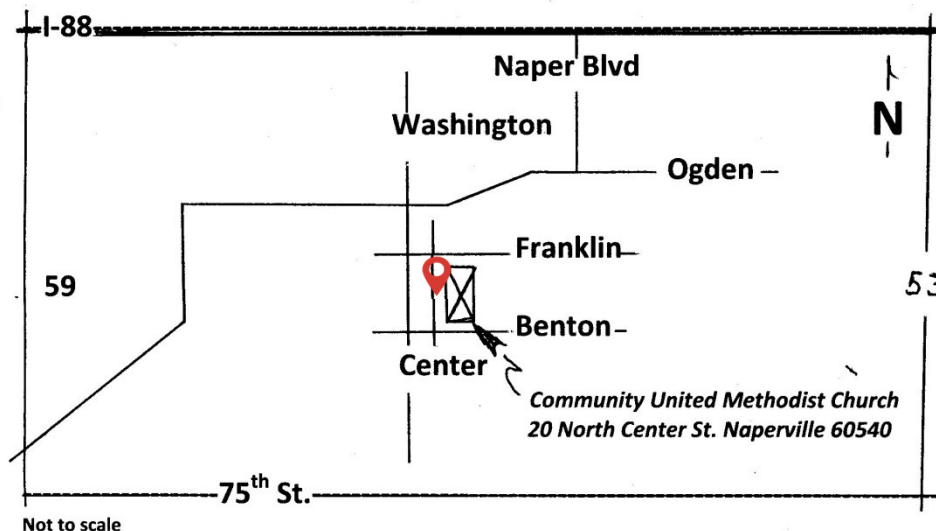 I-88
Naper Blvd
N
Washington
Ogden
Franklin
59
53
Benton
Center
Community United Methodist Church
20 North Center St. Naperville 60540
75th St.
Not to scale